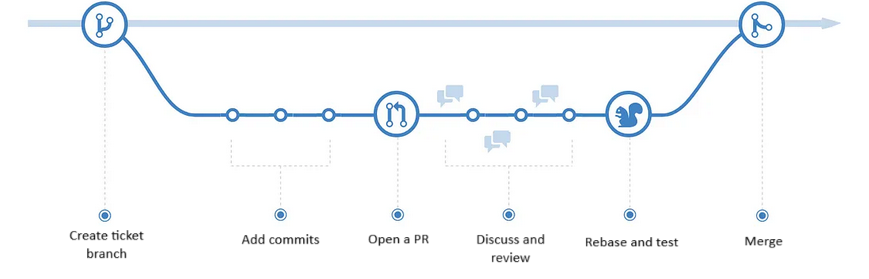 Create ticket
branch
Add commits
Open a PR
Discuss and
review
Rebase and test
Merge